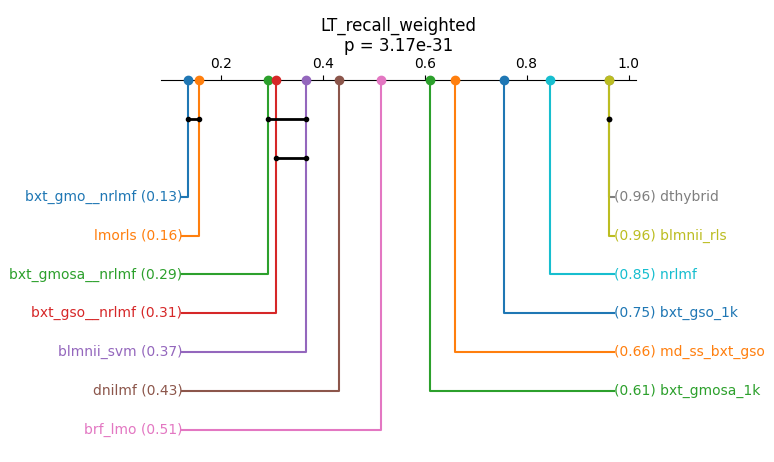 LT_recall_weighted
p = 3.17e-31
0.2 0.4 0.6 0.8 1.0
bxt_gmo__nrlmf (0.13)
lmorls (0.16)
bxt_gmosa__nrlmf (0.29)
bxt_gso__nrlmf (0.31)
blmnii_svm (0.37)
dnilmf (0.43)
brf_lmo (0.51)
(0.96) dthybrid
(0.96) blmnii_rls
(0.85) nrlmf
(0.75) bxt_gso_1k
(0.66) md_ss_bxt_gso
(0.61) bxt_gmosa_1k